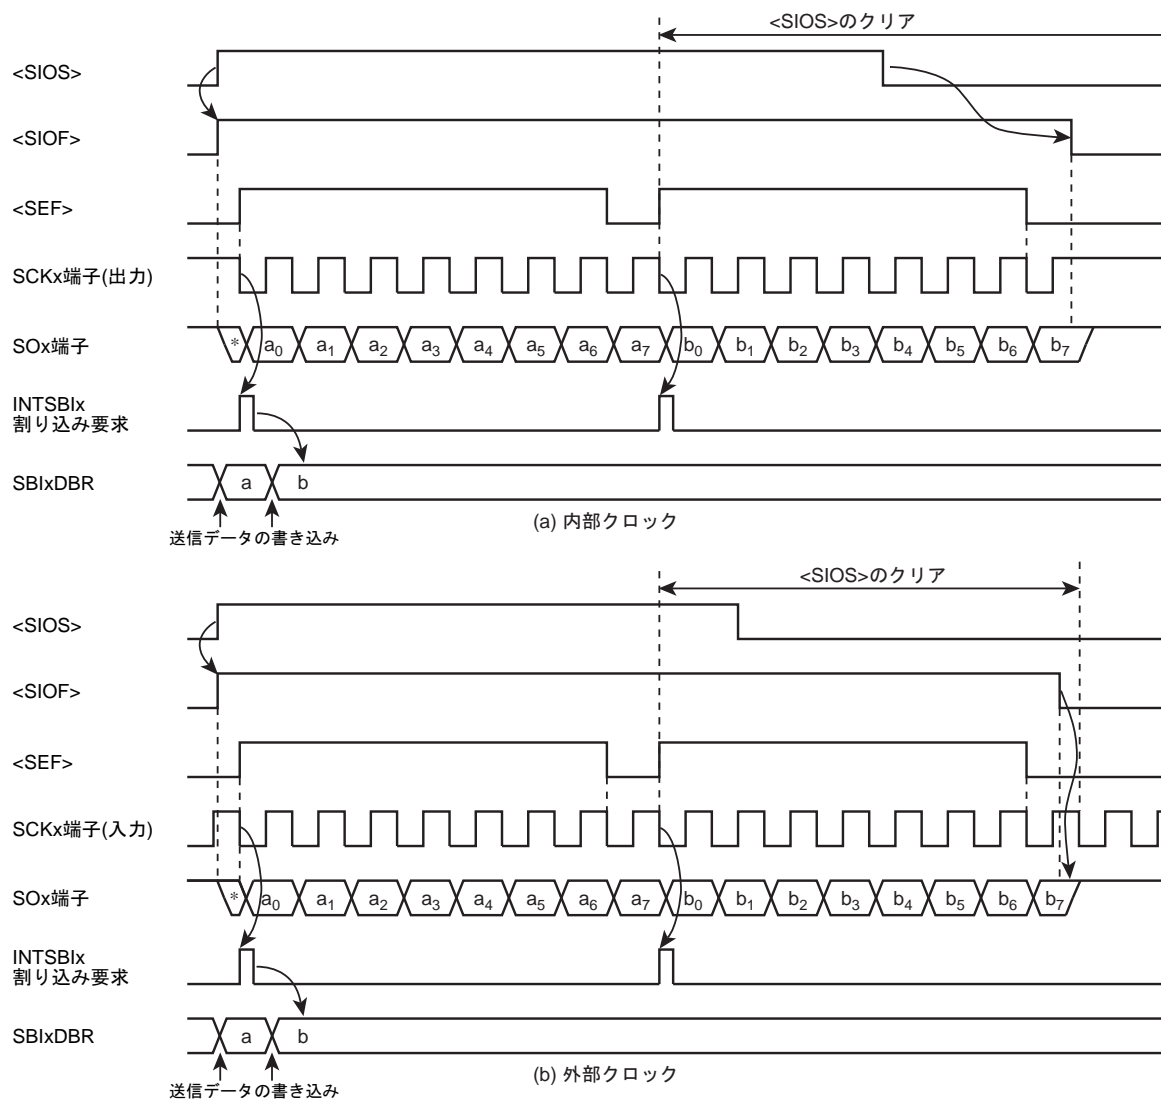 <SIOS>のクリア
<SIOS>
<SIOF>
<SEF>
SCKx端子(出力)
SOx端子
* a0 a1 a2 a3 a4 a5 a6 a7 b0 b1 b2 b3 b4 b5 b6 b7
INTSBIx
割り込み要求
SBIxDBR
a b
送信データの書き込み
(a) 内部クロック
<SIOS>のクリア
<SIOS>
<SIOF>
<SEF>
SCKx端子(入力)
SOx端子
* a0 a1 a2 a3 a4 a5 a6 a7 b0 b1 b2 b3 b4 b5 b6 b7
INTSBIx
割り込み要求
SBIxDBR
a b
送信データの書き込み
(b) 外部クロック